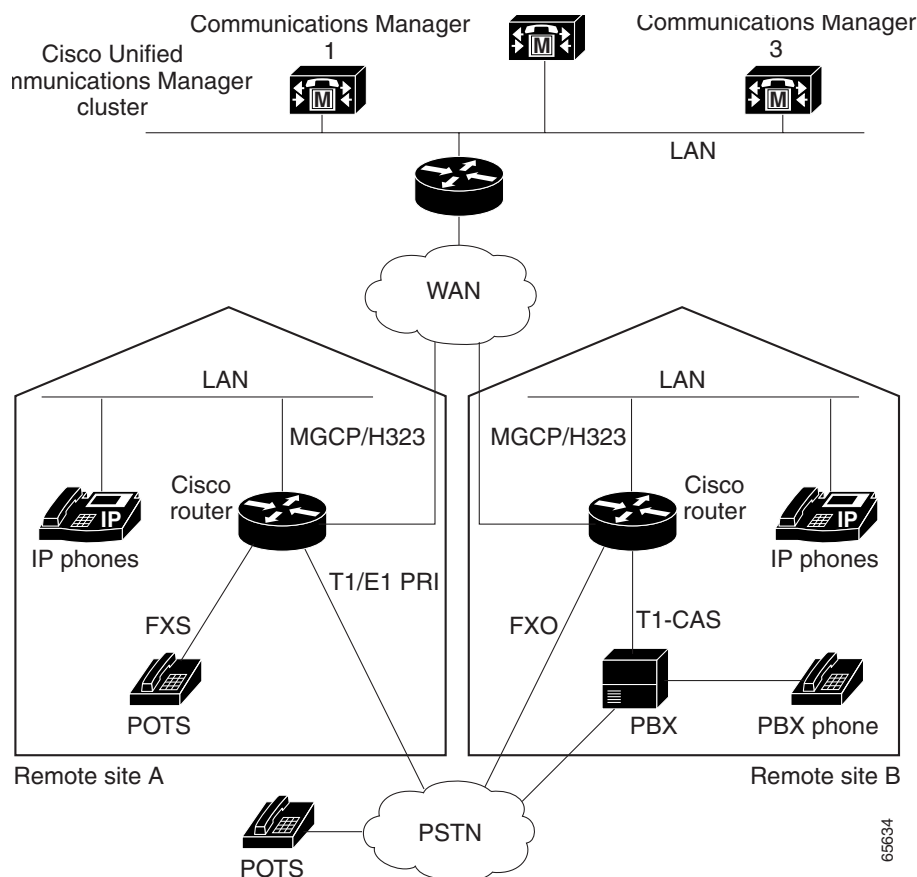 Communications Manager
1
Communications Manager
3
Cisco Unified
mmunications Manager
cluster
M
M
M
LAN
WAN
LAN
LAN
MGCP/H323
MGCP/H323
Cisco
router
Cisco
router
IP
IP
IP phones
IP phones
T1/E1 PRI
FXS
FXO
T1-CAS
POTS
PBX
PBX phone
Remote site A
Remote site B
PSTN
POTS
65634